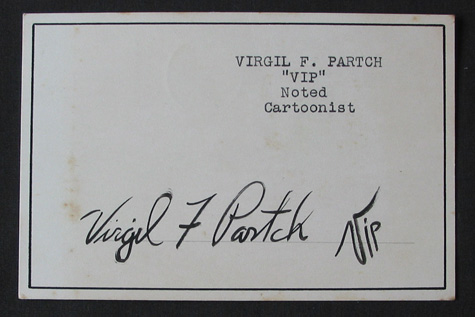 VIRGIL F. PARTCH
"VIP"
Noted
Cartoonist
Virgil F Partch VIP